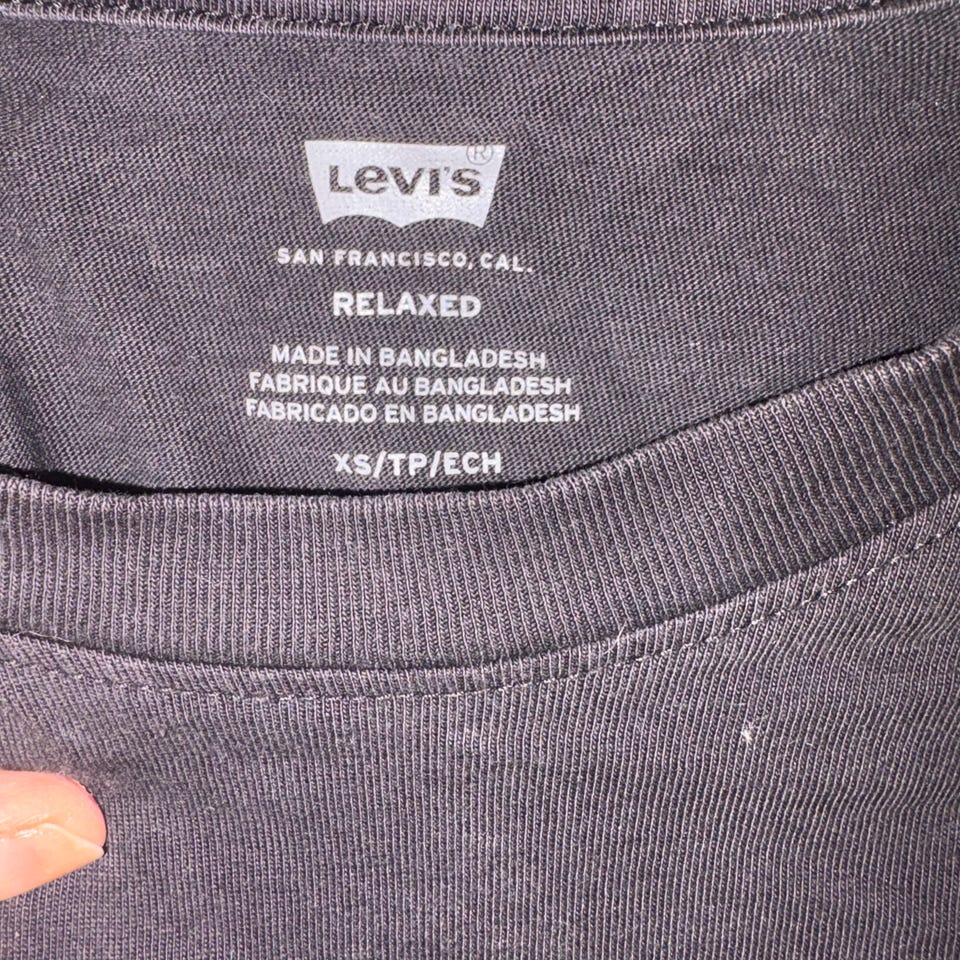 Levi's ®
SAN FRANCISCO, CAL.
RELAXED
MADE IN BANGLADESH
FABRIQUE AU BANGLADESH
FABRICADO EN BANGLADESH
XS/TP/ECH